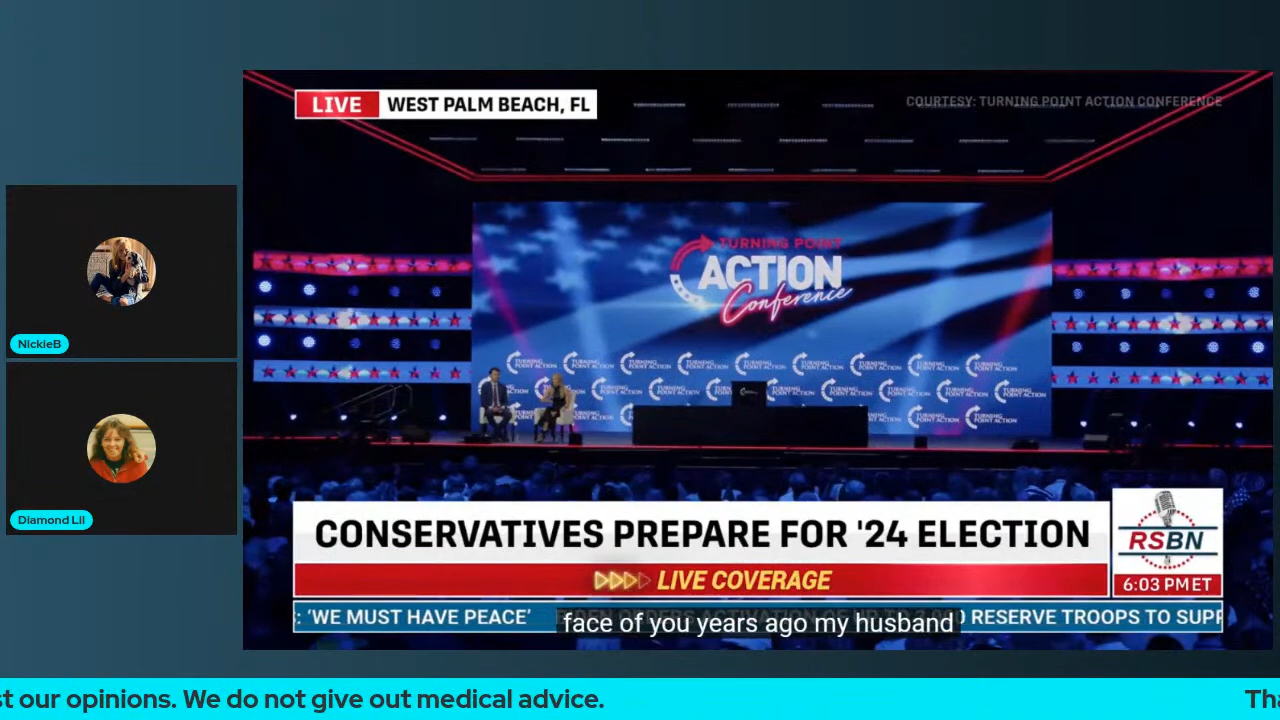 LIVE WEST PALM BEACH, FL
COURTESY: TURNING POINT ACTION CONFERENCE
TURNING POINT
ACTION
Conference
NickieB
Diamond Lil
CONSERVATIVES PREPARE FOR '24 ELECTION
LIVE COVERAGE
RSBN
6:03 PM ET
: 'WE MUST HAVE PEACE'
0 RESERVE TROOPS TO SUPP
face of you years ago my husband
st our opinions. We do not give out medical advice.
Tha